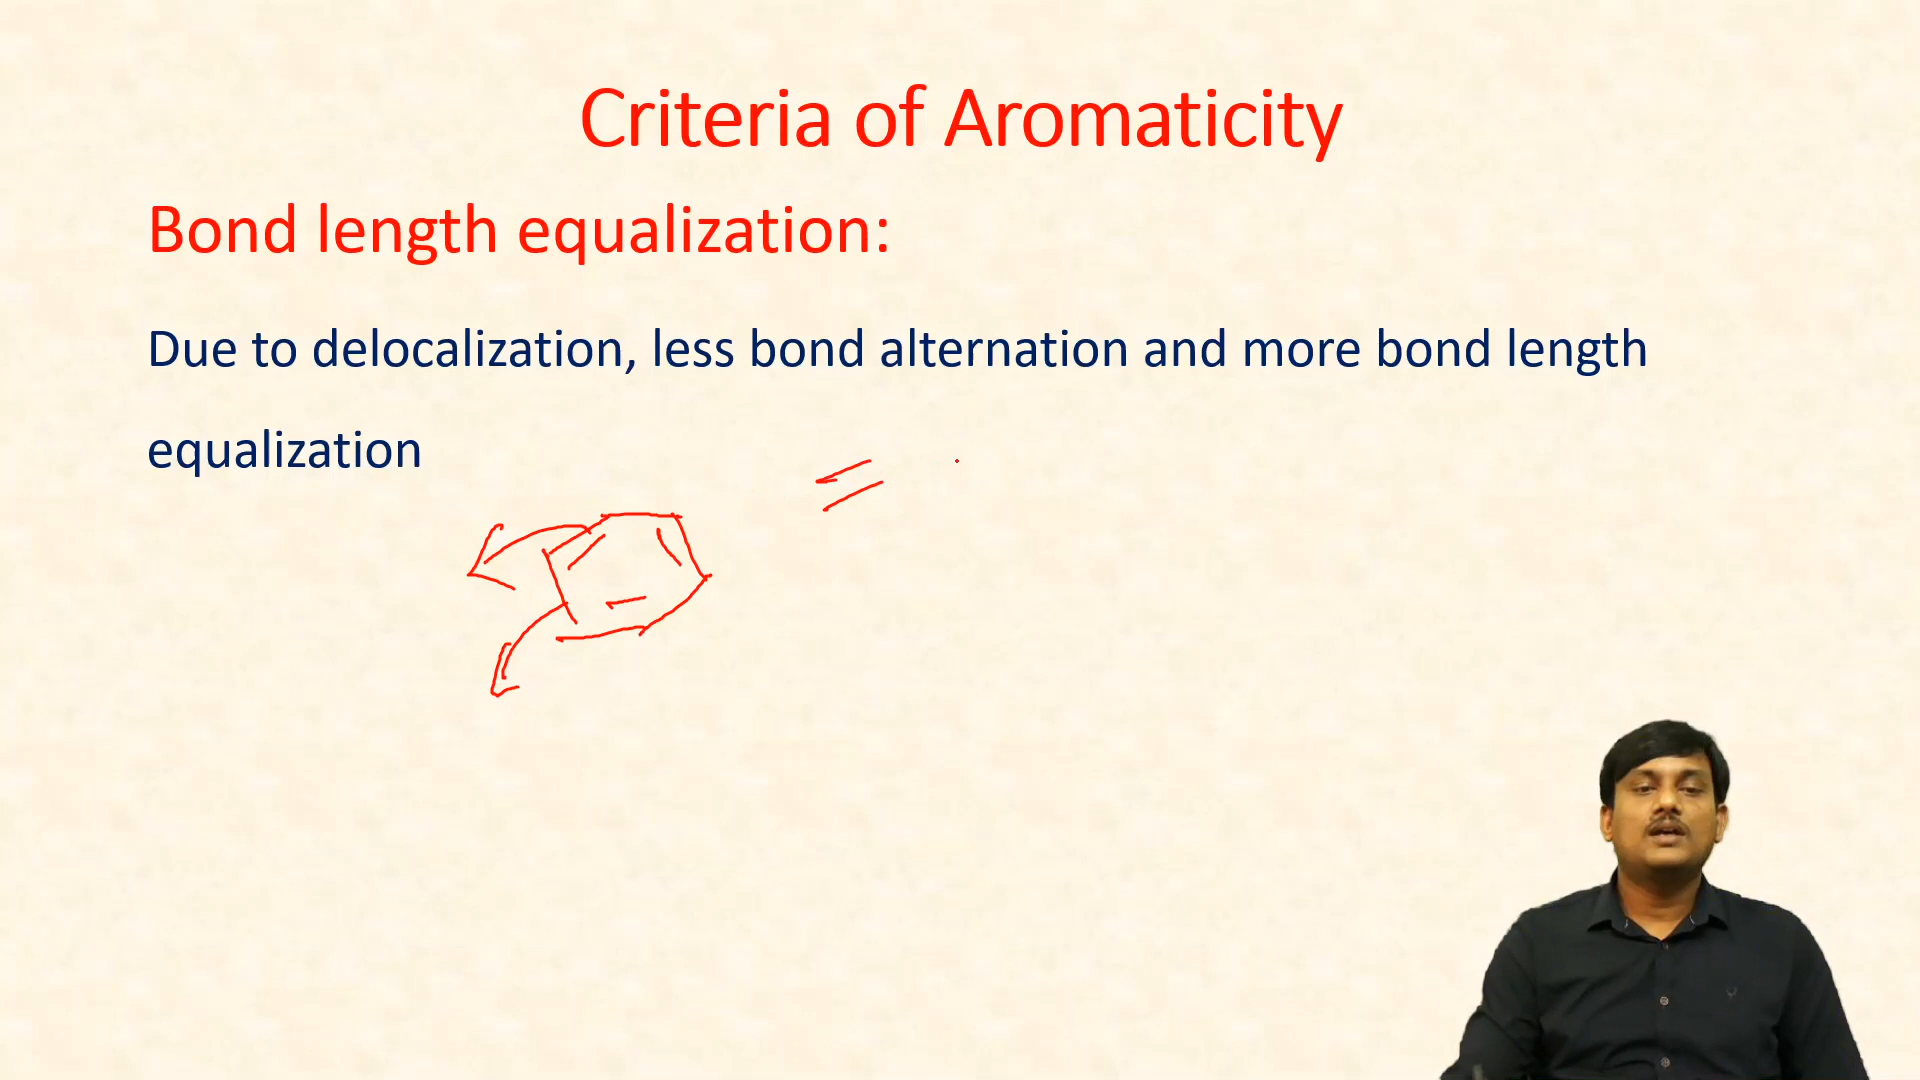 Criteria of Aromaticity
Bond length equalization:
Due to delocalization, less bond alternation and more bond length
equalization